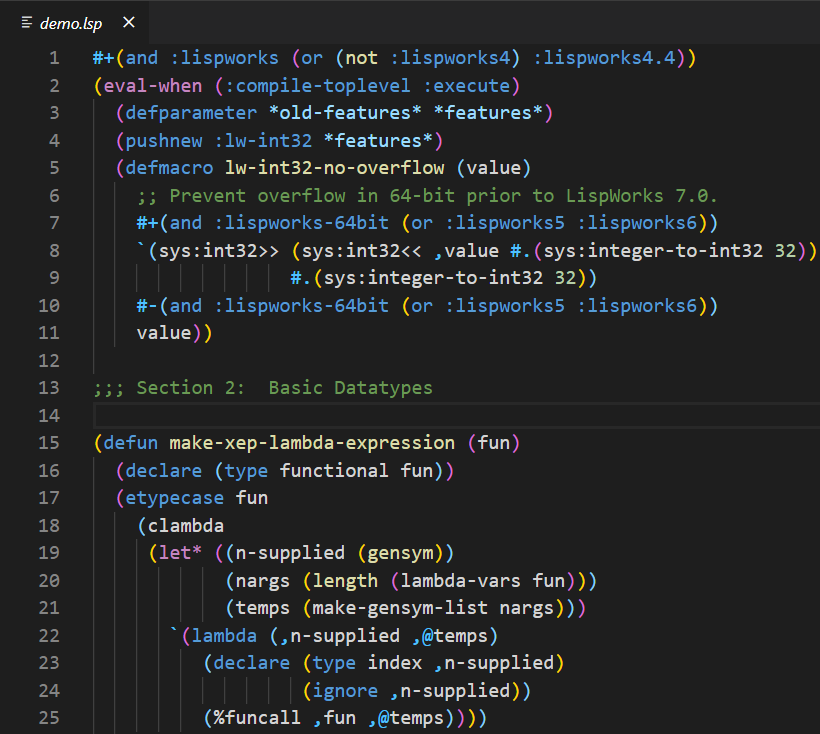 demo.lsp
1 #+(and :lispworks (or (not :lispworks4) :lispworks4.4))
2 (eval-when (:compile-toplevel :execute)
3   (defparameter *old-features* *features*)
4   (pushnew :lw-int32 *features*)
5   (defmacro lw-int32-no-overflow (value)
6     ;; Prevent overflow in 64-bit prior to LispWorks 7.0.
7     #+(and :lispworks-64bit (or :lispworks5 :lispworks6))
8     `(sys:int32>> (sys:int32<< ,value #.(sys:integer-to-int32 32))
9                   #.(sys:integer-to-int32 32))
10     #-(and :lispworks-64bit (or :lispworks5 :lispworks6))
11     value))
12
13 ;;; Section 2:  Basic Datatypes
14
15 (defun make-xep-lambda-expression (fun)
16   (declare (type functional fun))
17   (etypecase fun
18     (clambda
19      (let* ((n-supplied (gensym))
20             (nargs (length (lambda-vars fun)))
21             (temps (make-gensym-list nargs)))
22        `(lambda (,n-supplied ,@temps)
23           (declare (type index ,n-supplied)
24                    (ignore ,n-supplied))
25           (%funcall ,fun ,@temps))))